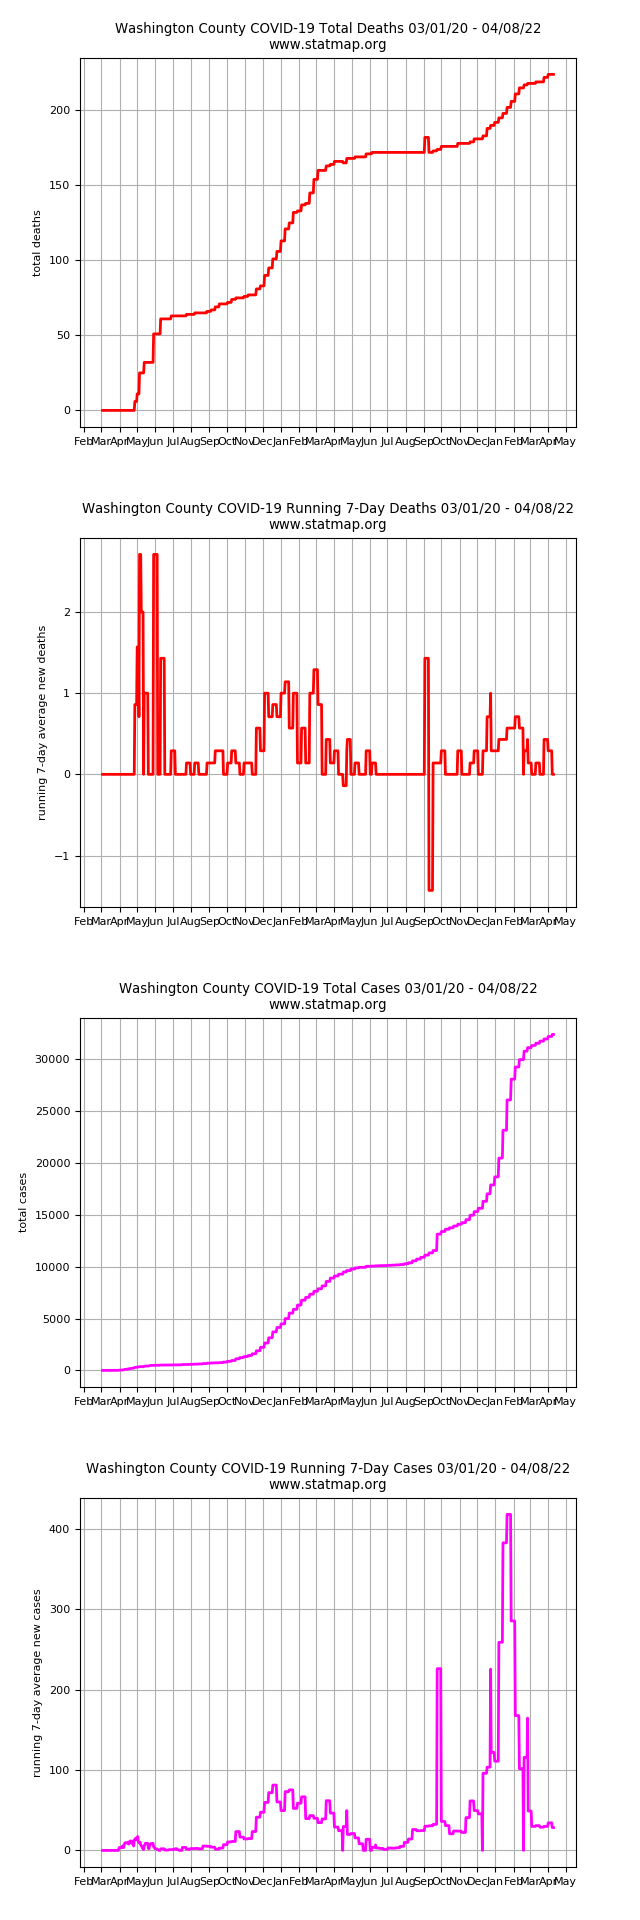 Washington County COVID-19 Total Deaths 03/01/20 - 04/08/22
www.statmap.org
total deaths
200
150
100
50
0
Feb Mar Apr May Jun Jul Aug Sep Oct Nov Dec Jan Feb Mar Apr May Jun Jul Aug Sep Oct Nov Dec Jan Feb Mar Apr May
Washington County COVID-19 Running 7-Day Deaths 03/01/20 - 04/08/22
www.statmap.org
running 7-day average new deaths
2
1
0
−1
Feb Mar Apr May Jun Jul Aug Sep Oct Nov Dec Jan Feb Mar Apr May Jun Jul Aug Sep Oct Nov Dec Jan Feb Mar Apr May
Washington County COVID-19 Total Cases 03/01/20 - 04/08/22
www.statmap.org
total cases
30000
25000
20000
15000
10000
5000
0
Feb Mar Apr May Jun Jul Aug Sep Oct Nov Dec Jan Feb Mar Apr May Jun Jul Aug Sep Oct Nov Dec Jan Feb Mar Apr May
Washington County COVID-19 Running 7-Day Cases 03/01/20 - 04/08/22
www.statmap.org
running 7-day average new cases
400
300
200
100
0
Feb Mar Apr May Jun Jul Aug Sep Oct Nov Dec Jan Feb Mar Apr May Jun Jul Aug Sep Oct Nov Dec Jan Feb Mar Apr May